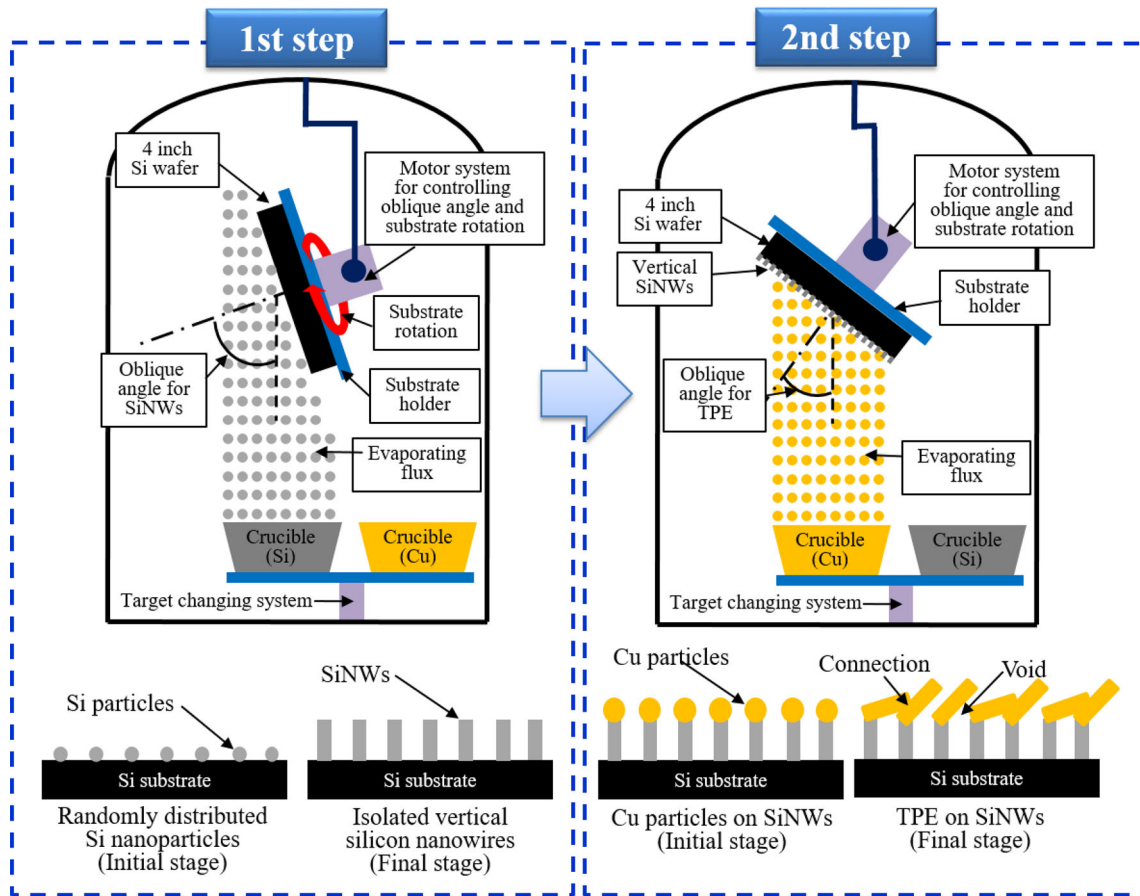 1st step
4 inch
Si wafer
Motor system
for controlling
oblique angle and
substrate rotation
Substrate
rotation
Oblique
angle for
SiNWs
Substrate
holder
Evaporating
flux
Crucible
(Si)
Crucible
(Cu)
Target changing system
Si particles
SiNWs
Si substrate
Si substrate
Randomly distributed
Si nanoparticles
(Initial stage)
Isolated vertical
silicon nanowires
(Final stage)
2nd step
4 inch
Si wafer
Motor system
for controlling
oblique angle and
substrate rotation
Vertical
SiNWs
Substrate
holder
Oblique
angle for
TPE
Evaporating
flux
Crucible
(Cu)
Crucible
(Si)
Target changing system
Cu particles
Connection
Void
Si substrate
Si substrate
Cu particles on SiNWs
(Initial stage)
TPE on SiNWs
(Final stage)